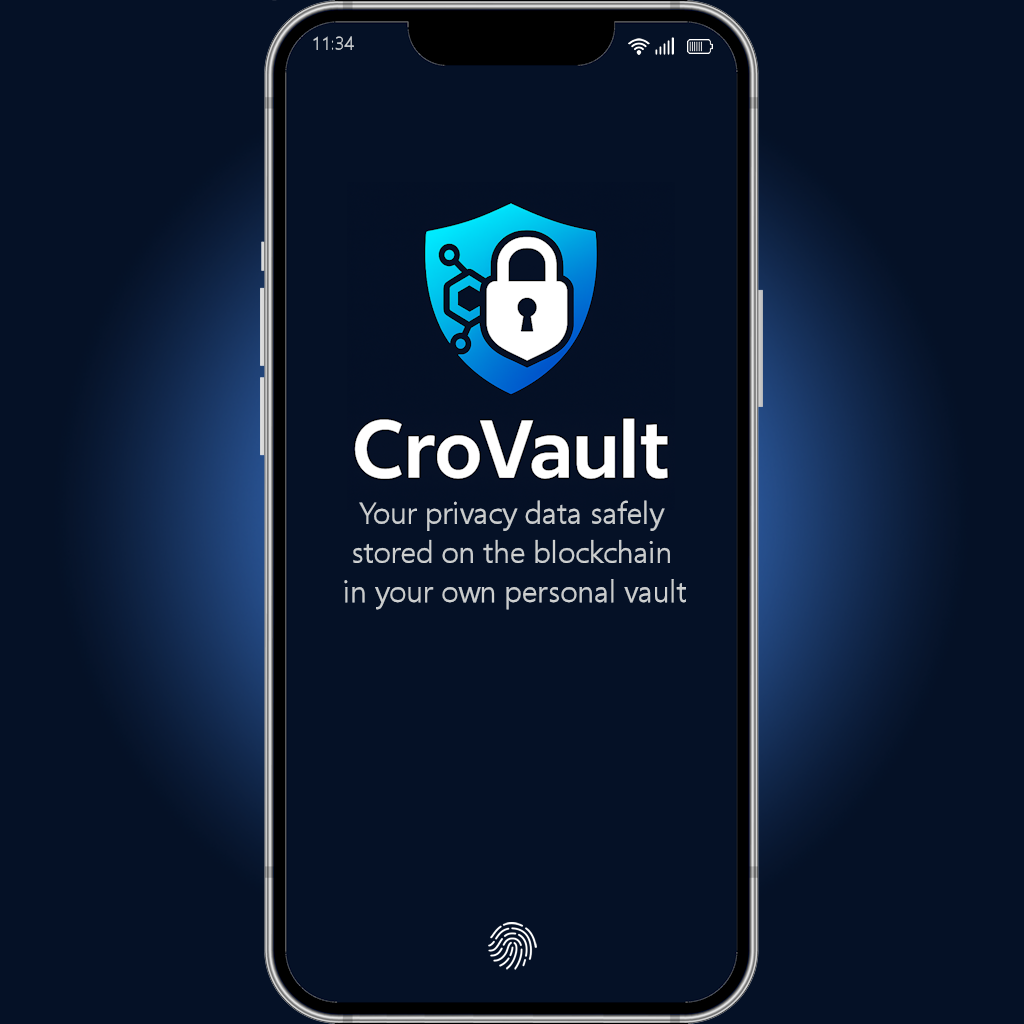 11:34
CroVault
Your privacy data safely
stored on the blockchain
in your own personal vault